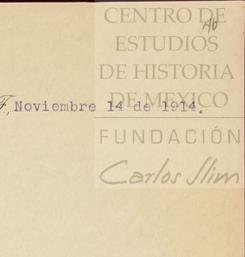 CENTRO DE
ESTUDIOS
DE HISTORIA
DE MEXICO
F., Noviembre 14 de 1914.
FUNDACIÓN
Carlos Slim